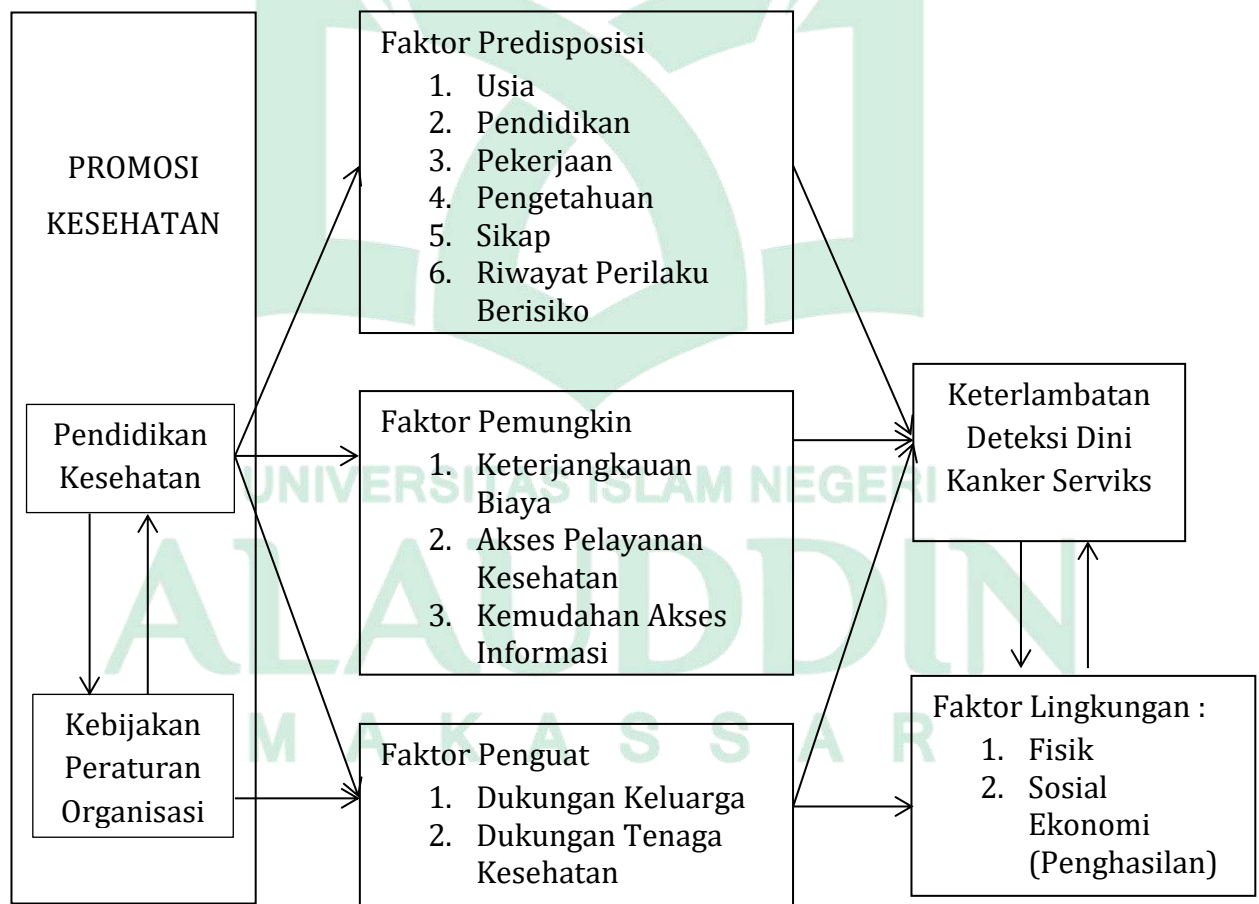 PROMOSI
KESEHATAN
Pendidikan
Kesehatan
Kebijakan
Peraturan
Organisasi
Faktor Predisposisi
1. Usia
2. Pendidikan
3. Pekerjaan
4. Pengetahuan
5. Sikap
6. Riwayat Perilaku
Berisiko
Faktor Pemungkin
1. Keterjangkauan
Biaya
2. Akses Pelayanan
Kesehatan
3. Kemudahan Akses
Informasi
Faktor Penguat
1. Dukungan Keluarga
2. Dukungan Tenaga
Kesehatan
Keterlambatan
Deteksi Dini
Kanker Serviks
Faktor Lingkungan :
1. Fisik
2. Sosial
Ekonomi
(Penghasilan)
UNIVERSITAS ISLAM NEGERI
ALAUDDIN
MAKASSAR